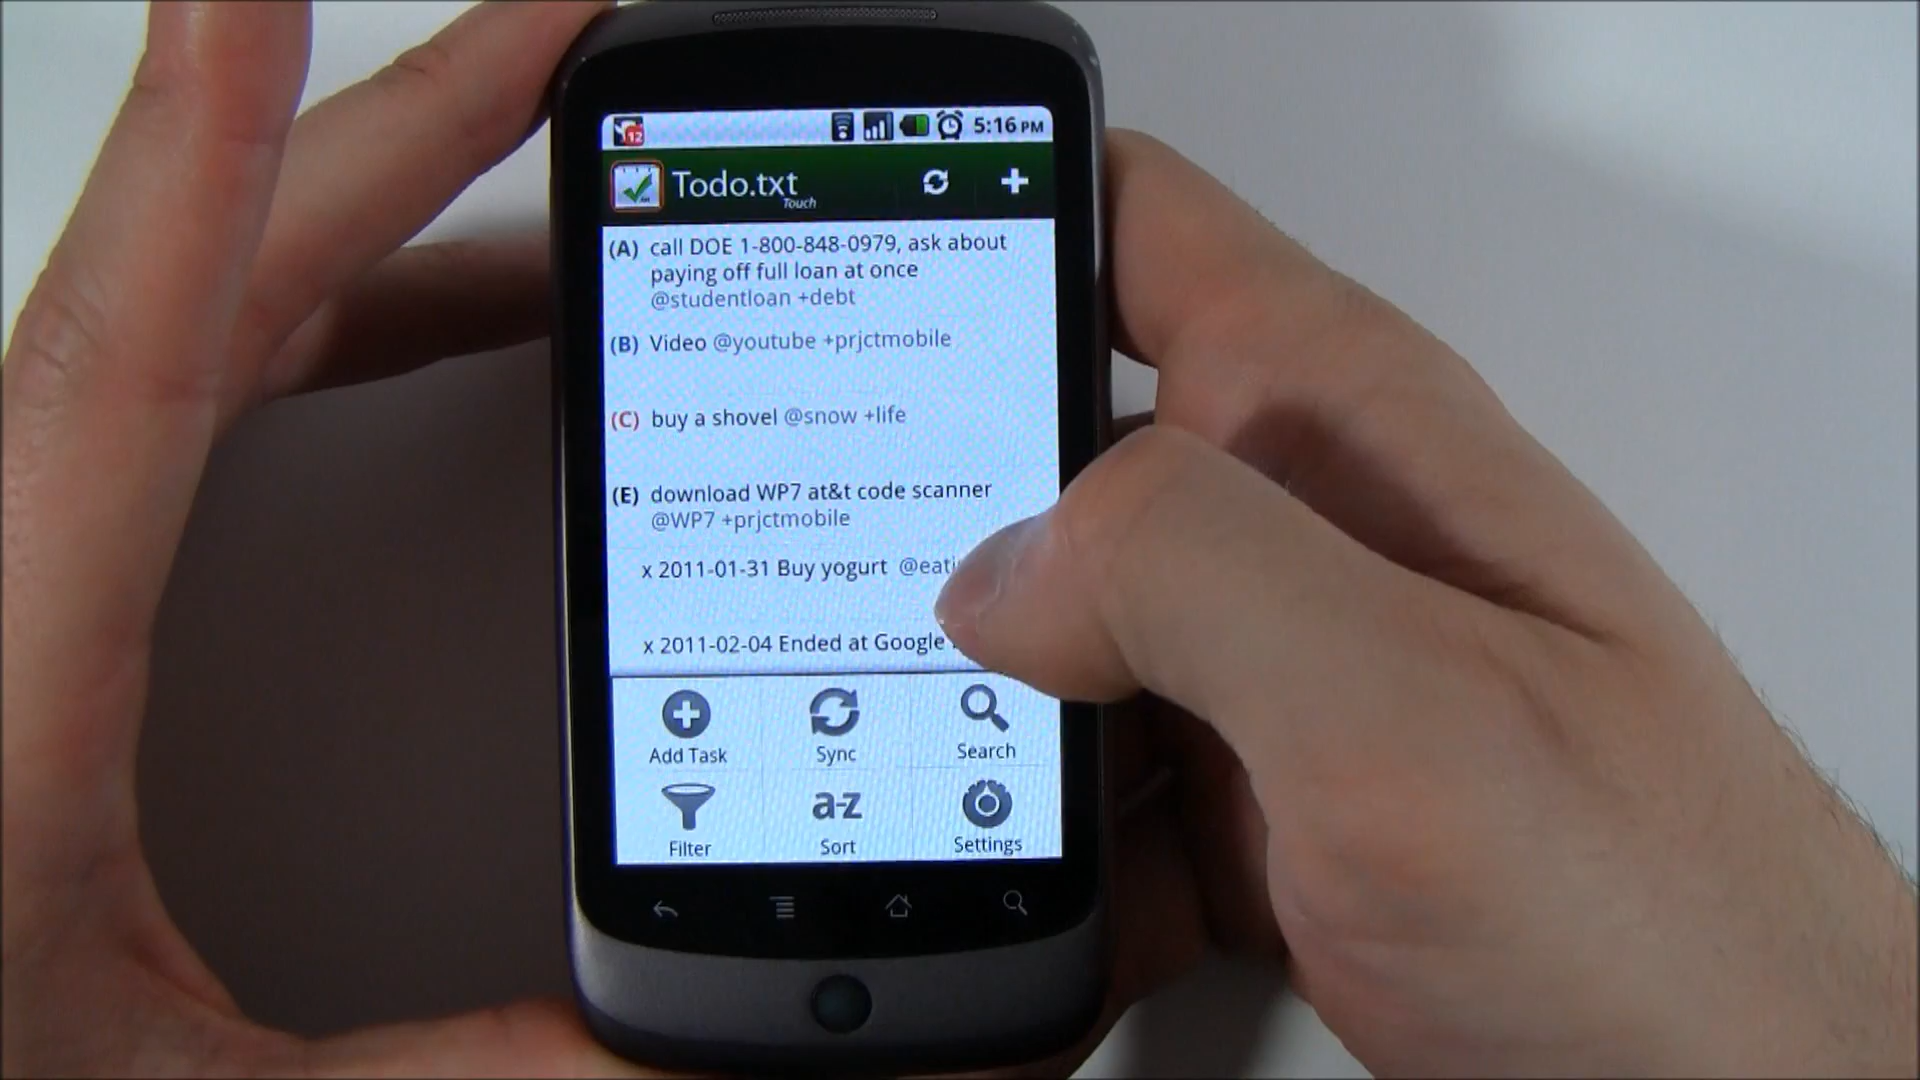 12
5:16 PM
Todo.txt
Touch
(A) call DOE 1-800-848-0979, ask about
paying off full loan at once
@studentloan +debt
(B) Video @youtube +prjctmobile
(C) buy a shovel @snow +life
(E) download WP7 at&t code scanner
@WP7 +prjctmobile
x 2011-01-31 Buy yogurt @eati
x 2011-02-04 Ended at Google
Add Task
Sync
Search
a-z
Filter
Sort
Settings